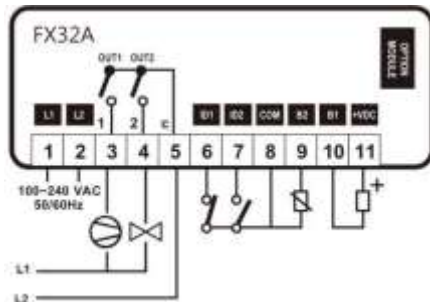 FX32A
OUT1 OUT2
OPTION
MODULE
1 2
L1 L2 ID1 ID2 COM B2 B1 +VDC
1 2 3 4 5 6 7 8 9 10 11
100~240 VAC
50/60Hz
+
L1
L2